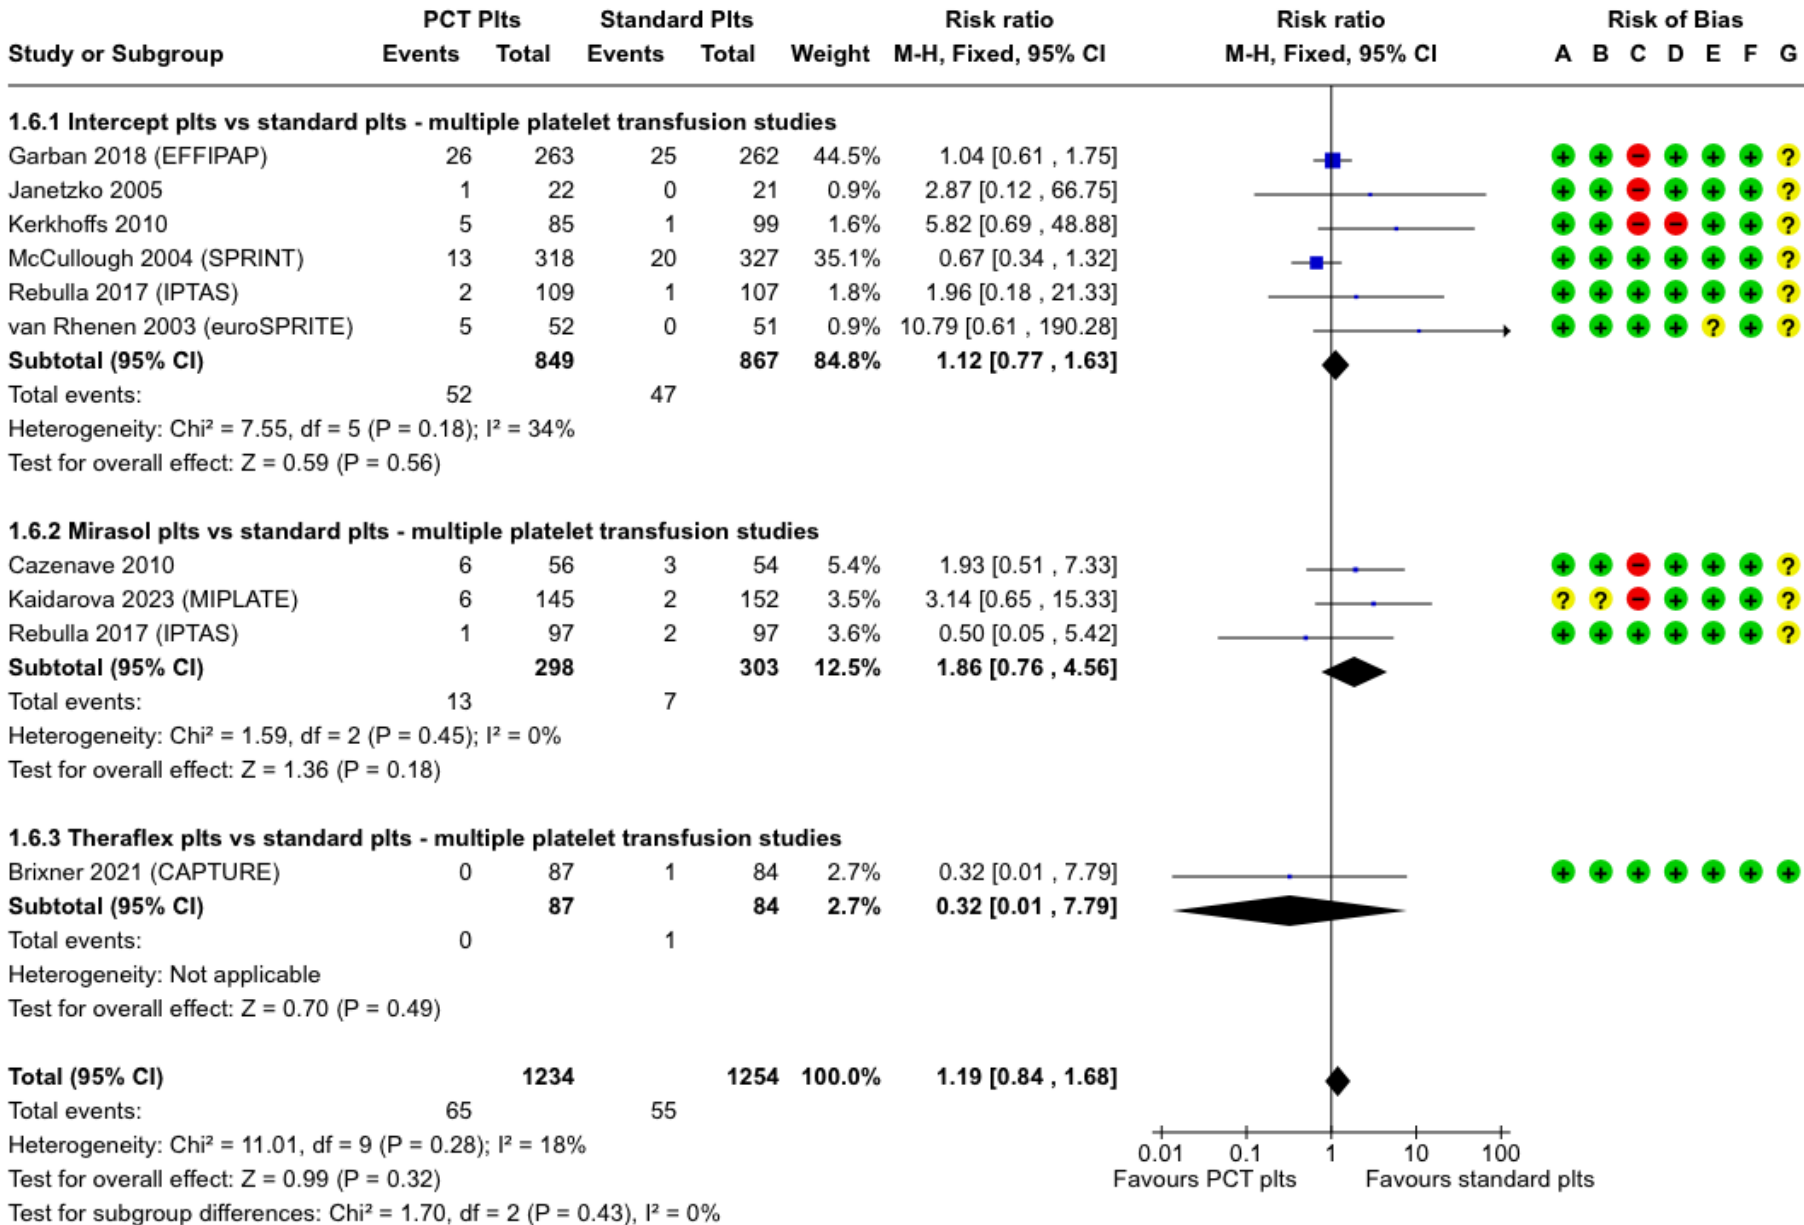 PCT Plts Standard Plts Risk ratio Risk ratio Risk of Bias
Study or Subgroup Events Total Events Total Weight M-H, Fixed, 95% CI M-H, Fixed, 95% CI A B C D E F G
1.6.1 Intercept plts vs standard plts - multiple platelet transfusion studies
Garban 2018 (EFFIPAP) 26 263 25 262 44.5% 1.04 [0.61 , 1.75] + + − + + + ?
Janetzko 2005 1 22 0 21 0.9% 2.87 [0.12 , 66.75] + + − + + + ?
Kerkhoffs 2010 5 85 1 99 1.6% 5.82 [0.69 , 48.88] + + − − + + ?
McCullough 2004 (SPRINT) 13 318 20 327 35.1% 0.67 [0.34 , 1.32] + + + + + + ?
Rebulla 2017 (IPTAS) 2 109 1 107 1.8% 1.96 [0.18 , 21.33] + + + + + + ?
van Rhenen 2003 (euroSPRITE) 5 52 0 51 0.9% 10.79 [0.61 , 190.28] + + + + ? + ?
Subtotal (95% CI) 849 867 84.8% 1.12 [0.77 , 1.63]
Total events: 52 47
Heterogeneity: Chi² = 7.55, df = 5 (P = 0.18); I² = 34%
Test for overall effect: Z = 0.59 (P = 0.56)
1.6.2 Mirasol plts vs standard plts - multiple platelet transfusion studies
Cazenave 2010 6 56 3 54 5.4% 1.93 [0.51 , 7.33] + + − + + + ?
Kaidarova 2023 (MIPLATE) 6 145 2 152 3.5% 3.14 [0.65 , 15.33] ? ? − + + + ?
Rebulla 2017 (IPTAS) 1 97 2 97 3.6% 0.50 [0.05 , 5.42] + + + + + + ?
Subtotal (95% CI) 298 303 12.5% 1.86 [0.76 , 4.56]
Total events: 13 7
Heterogeneity: Chi² = 1.59, df = 2 (P = 0.45); I² = 0%
Test for overall effect: Z = 1.36 (P = 0.18)
1.6.3 Theraflex plts vs standard plts - multiple platelet transfusion studies
Brixner 2021 (CAPTURE) 0 87 1 84 2.7% 0.32 [0.01 , 7.79] + + + + + + +
Subtotal (95% CI) 87 84 2.7% 0.32 [0.01 , 7.79]
Total events: 0 1
Heterogeneity: Not applicable
Test for overall effect: Z = 0.70 (P = 0.49)
Total (95% CI) 1234 1254 100.0% 1.19 [0.84 , 1.68]
Total events: 65 55
Heterogeneity: Chi² = 11.01, df = 9 (P = 0.28); I² = 18%
Test for overall effect: Z = 0.99 (P = 0.32)
Test for subgroup differences: Chi² = 1.70, df = 2 (P = 0.43), I² = 0%
0.01 0.1 1 10 100
Favours PCT plts Favours standard plts